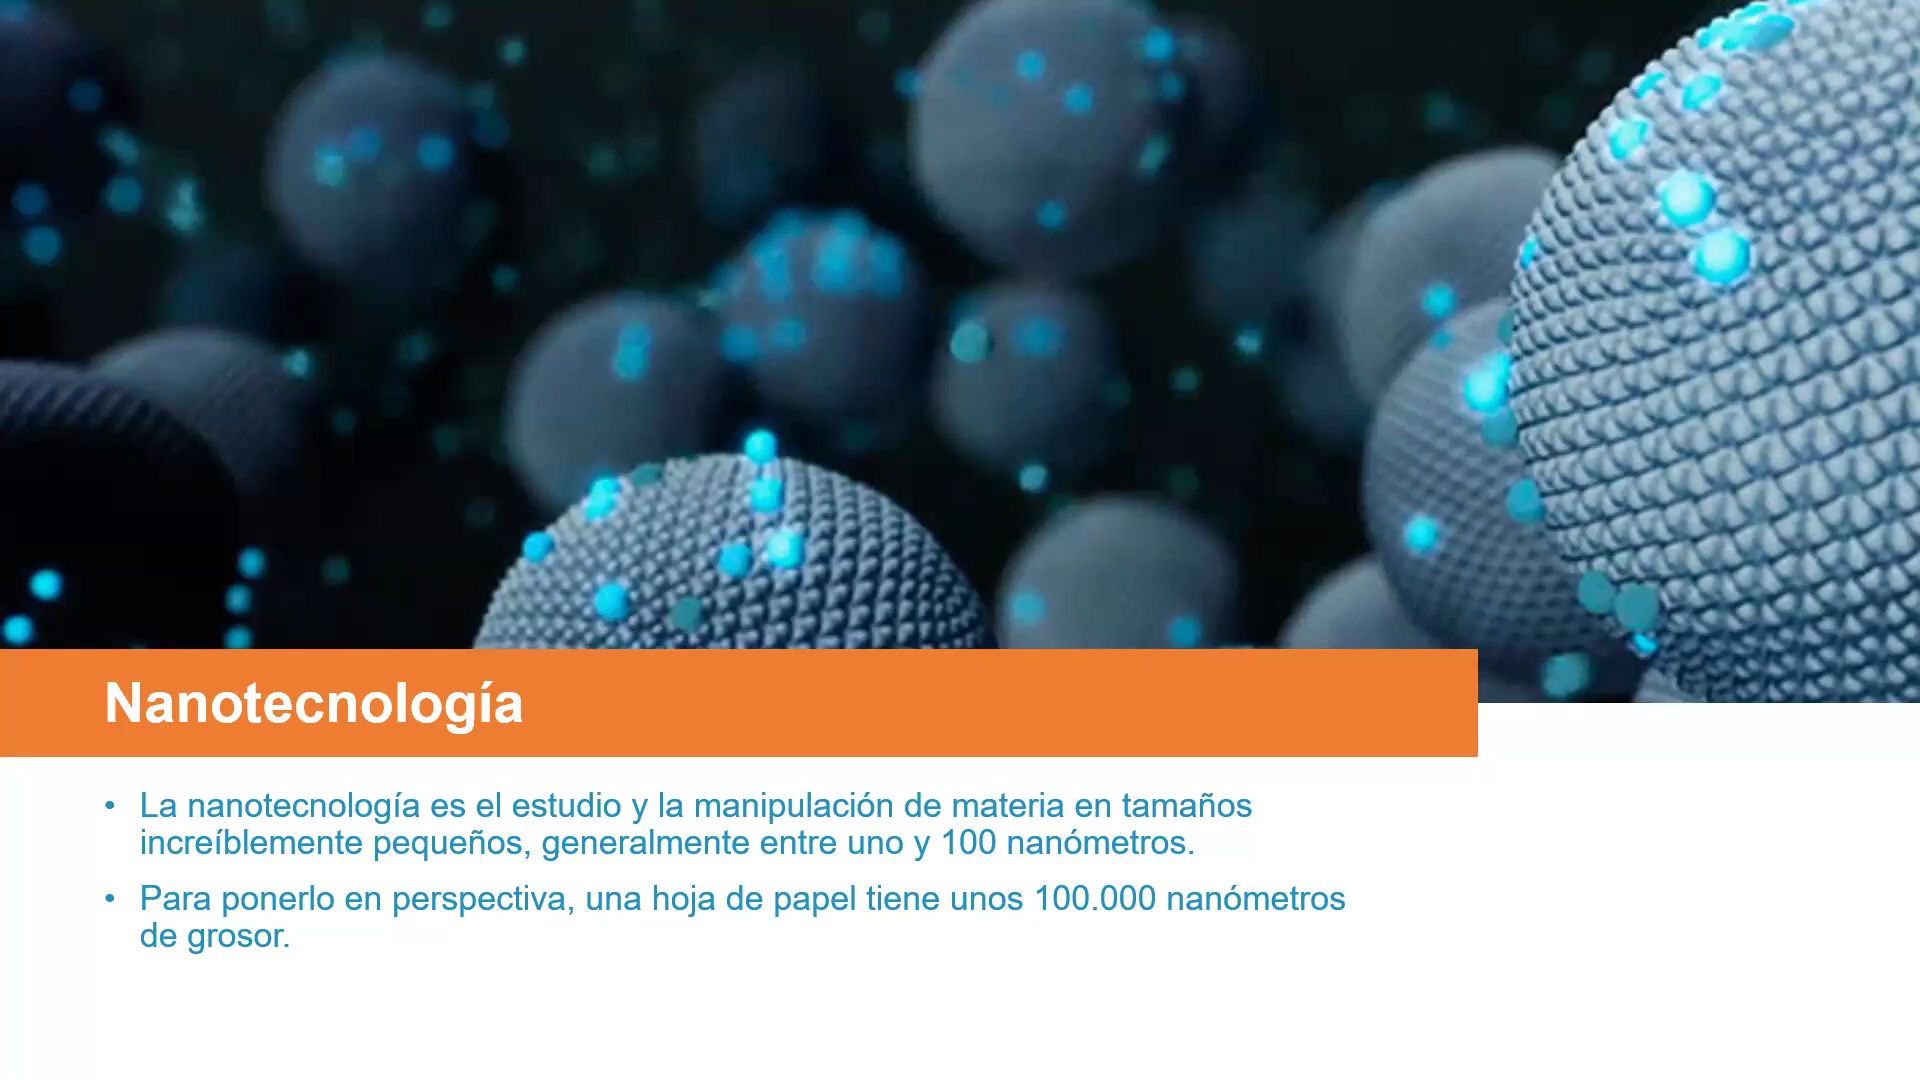 Nanotecnología
• La nanotecnología es el estudio y la manipulación de materia en tamaños
increíblemente pequeños, generalmente entre uno y 100 nanómetros.
• Para ponerlo en perspectiva, una hoja de papel tiene unos 100.000 nanómetros
de grosor.